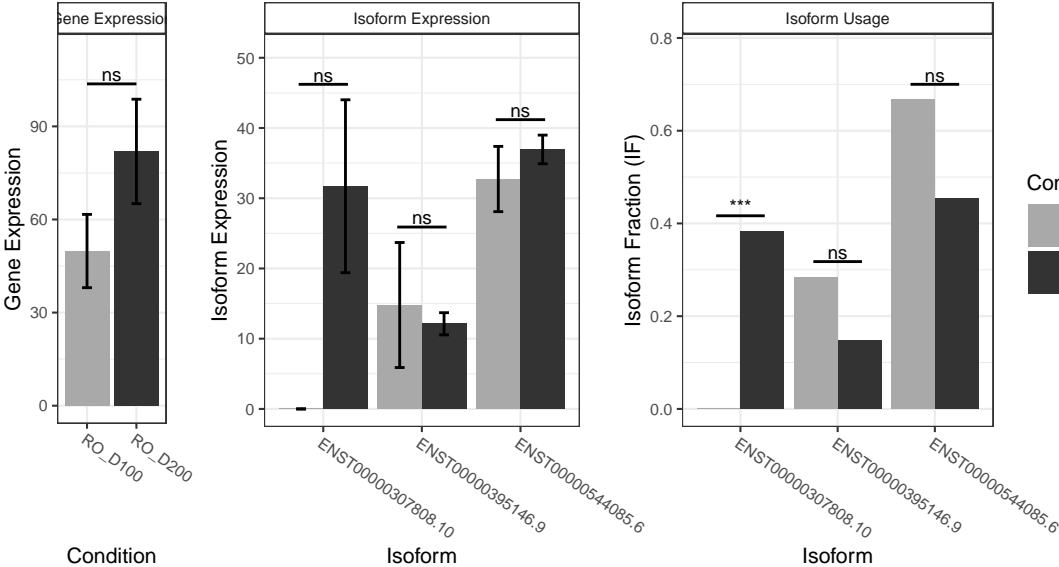 Gene Expression
Isoform Expression
Isoform Usage
Gene Expression
90
60
30
0
ns
RO_D100
RO_D200
Condition
Isoform Expression
50
40
30
20
10
0
ns
ns
ns
ENST00000307808.10
ENST00000395146.9
ENST00000544085.6
Isoform
Isoform Fraction (IF)
0.8
0.6
0.4
0.2
0.0
***
ns
ns
ENST00000307808.10
ENST00000395146.9
ENST00000544085.6
Isoform